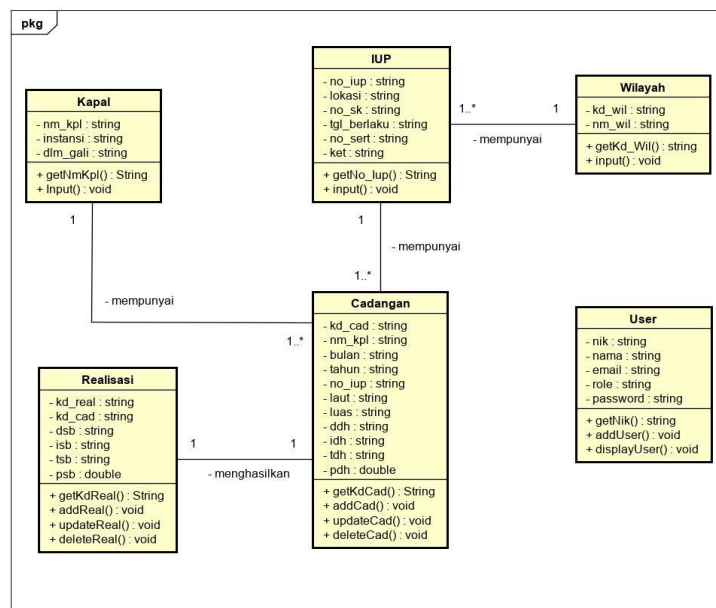 pkg
Kapal
- nm_kpl : string
- instansi : string
- dlm_gali : string
+ getNmKpl() : String
+ Input() : void
IUP
- no_iup : string
- lokasi : string
- no_sk : string
- tgl_berlaku : string
- no_sert : string
- ket : string
+ getNo_Iup() : String
+ input() : void
1..*
1
- mempunyai
Wilayah
- kd_wil : string
- nm_wil : string
+ getKd_Wil() : string
+ input() : void
1
- mempunyai
1..*
1
- mempunyai
1..*
Cadangan
- kd_cad : string
- nm_kpl : string
- bulan : string
- tahun : string
- no_iup : string
- laut : string
- luas : string
- ddh : string
- idh : string
- tdh : string
- pdh : double
+ getKdCad() : String
+ addCad() : void
+ updateCad() : void
+ deleteCad() : void
User
- nik : string
- nama : string
- email : string
- role : string
- password : string
+ getNik() : string
+ addUser() : void
+ displayUser() : void
Realisasi
- kd_real : string
- kd_cad : string
- dsb : string
- isb : string
- tsb : string
- psb : double
+ getKdReal() : String
+ addReal() : void
+ updateReal() : void
+ deleteReal() : void
1
1
- menghasilkan